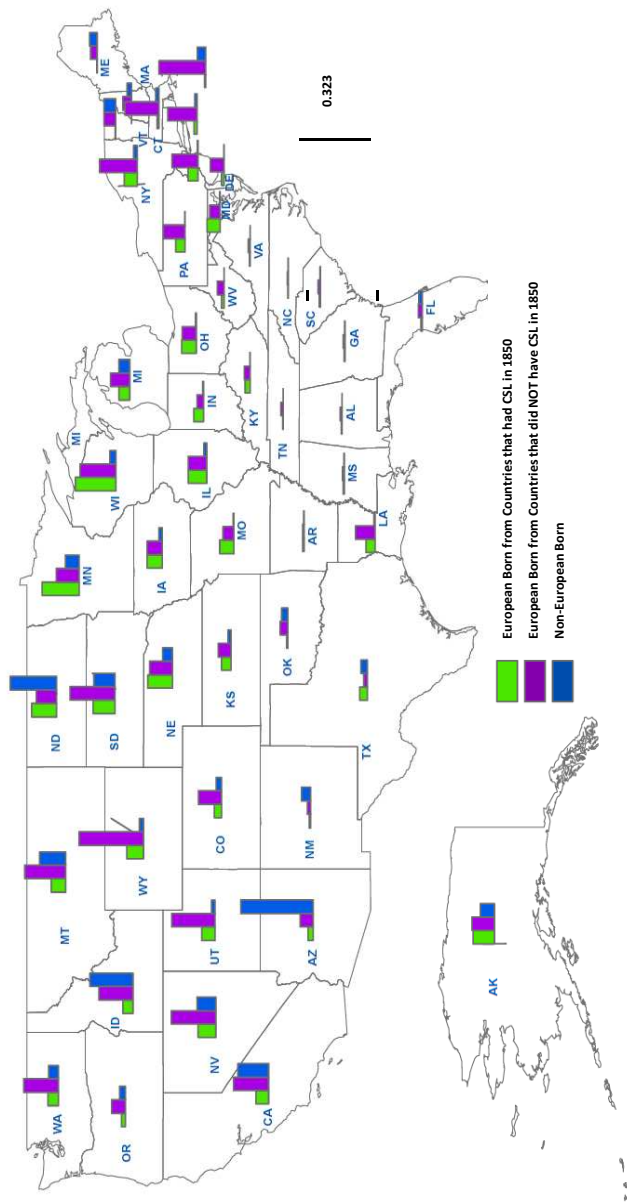 WA
OR
CA
NV
ID
MT
WY
UT
AZ
CO
NM
ND
SD
NE
KS
OK
TX
MN
IA
MO
AR
LA
WI
IL
MI
MI
IN
OH
KY
TN
MS
AL
GA
FL
SC
NC
VA
WV
MD
DE
PA
NY
VT
CT
MA
ME
AK
0.323
European Born from Countries that had CSL in 1850
European Born from Countries that did NOT have CSL in 1850
Non-European Born